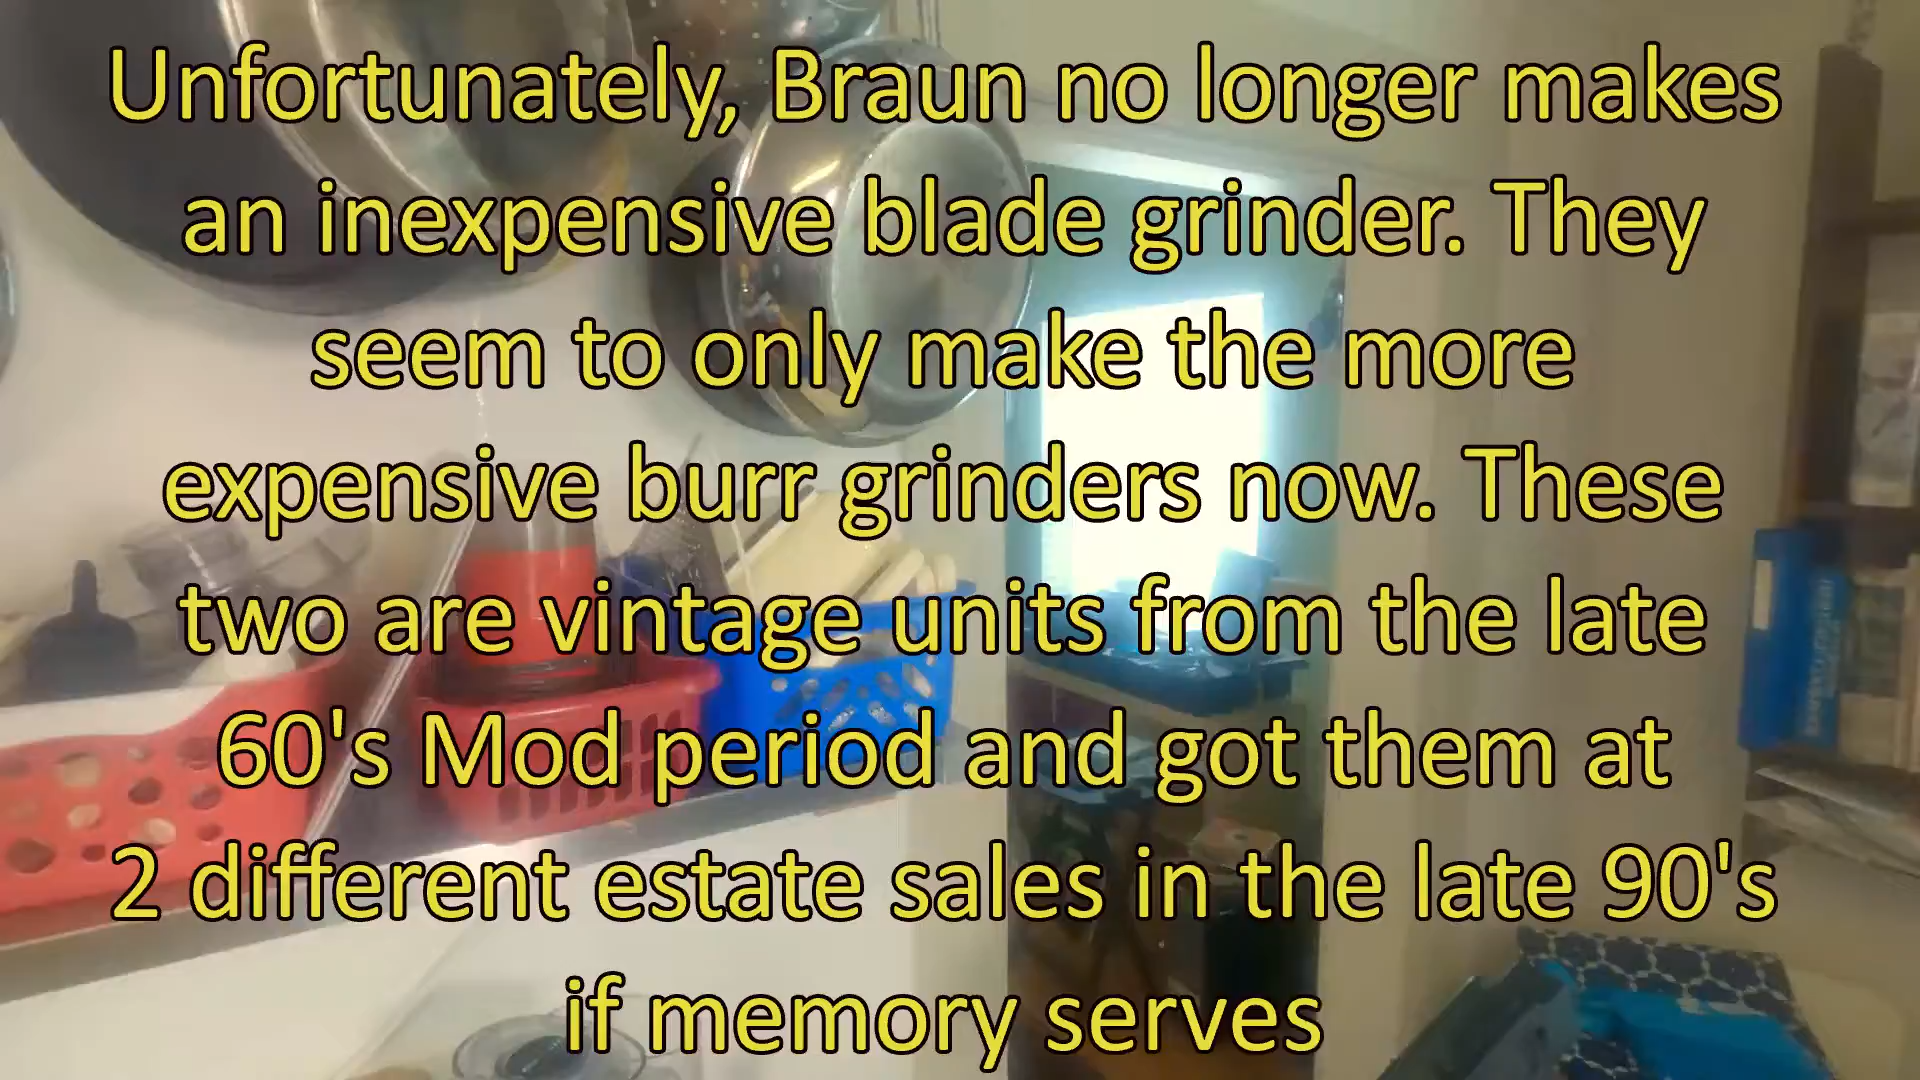 Unfortunately, Braun no longer makes
an inexpensive blade grinder. They
seem to only make the more
expensive burr grinders now. These
two are vintage units from the late
60's Mod period and got them at
2 different estate sales in the late 90's
if memory serves